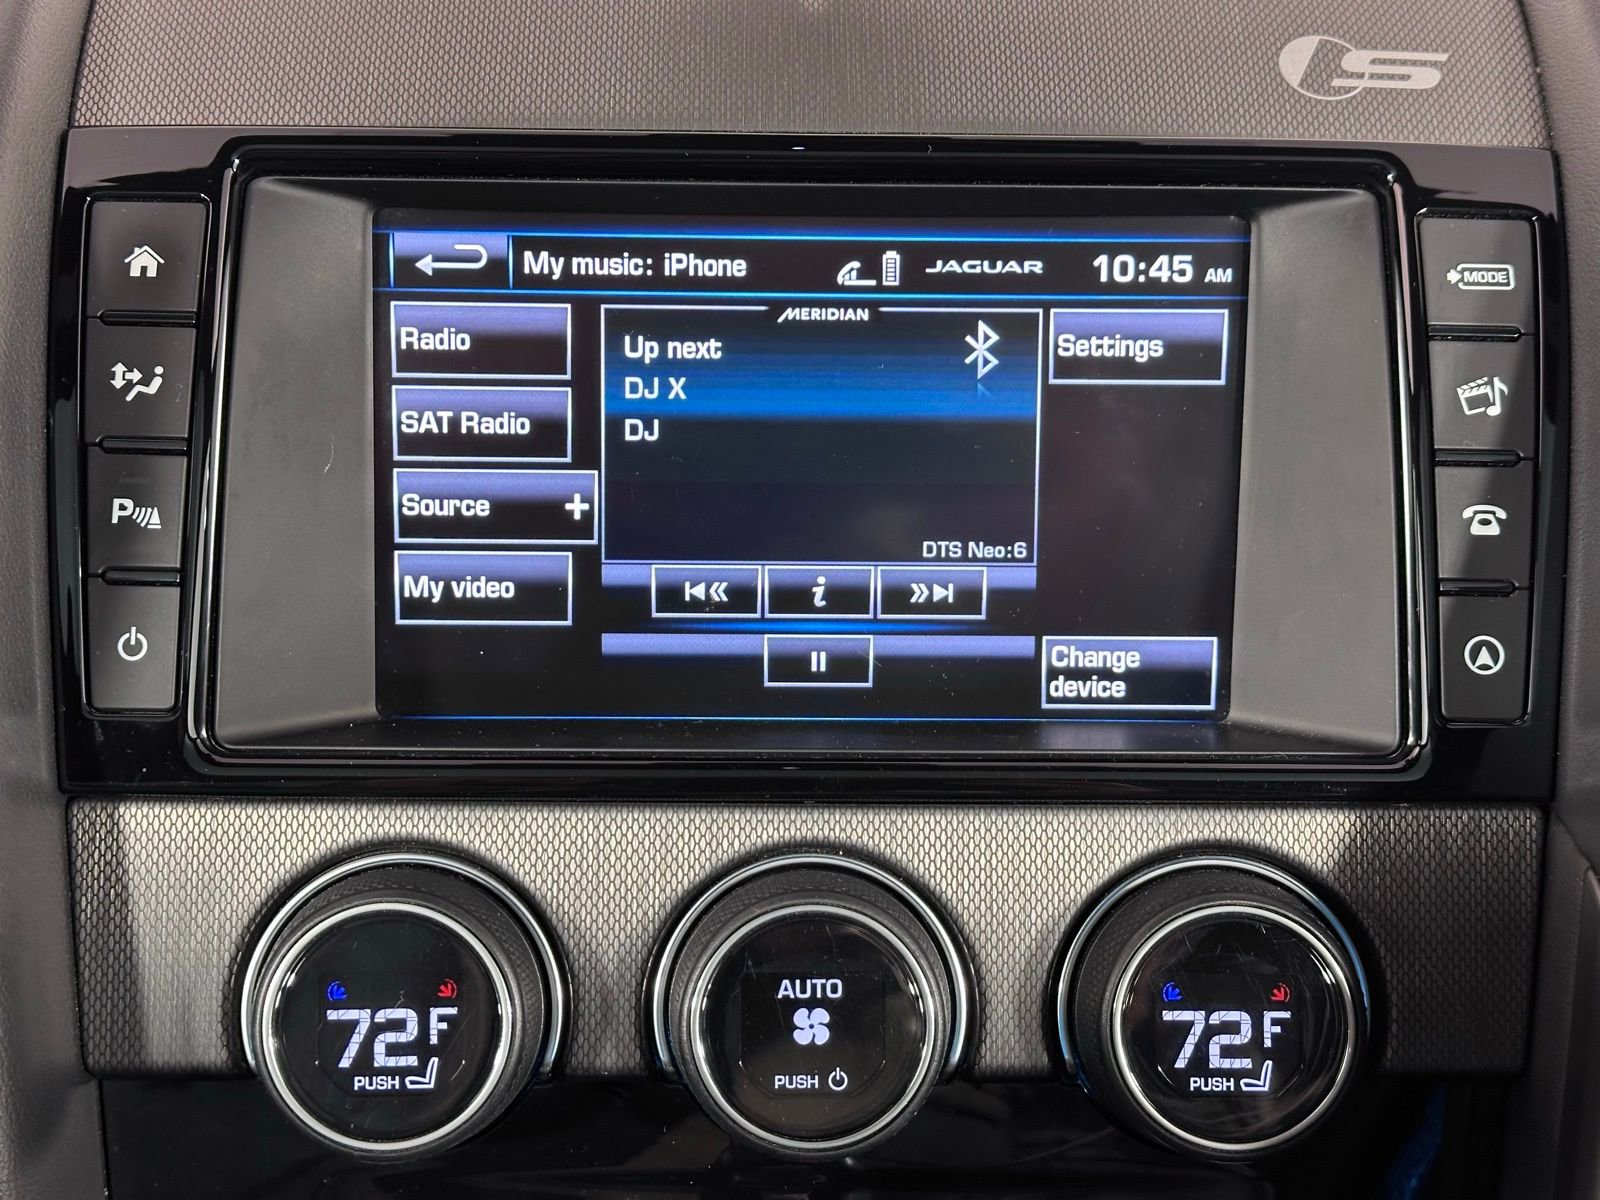 S
My music: iPhone
JAGUAR
10:45 AM
MODE
Radio
MERIDIAN
Up next
Settings
DJ X
SAT Radio
DJ
Source +
P
DTS Neo:6
My video
i
Change
device
72F
PUSH
AUTO
PUSH
72F
PUSH